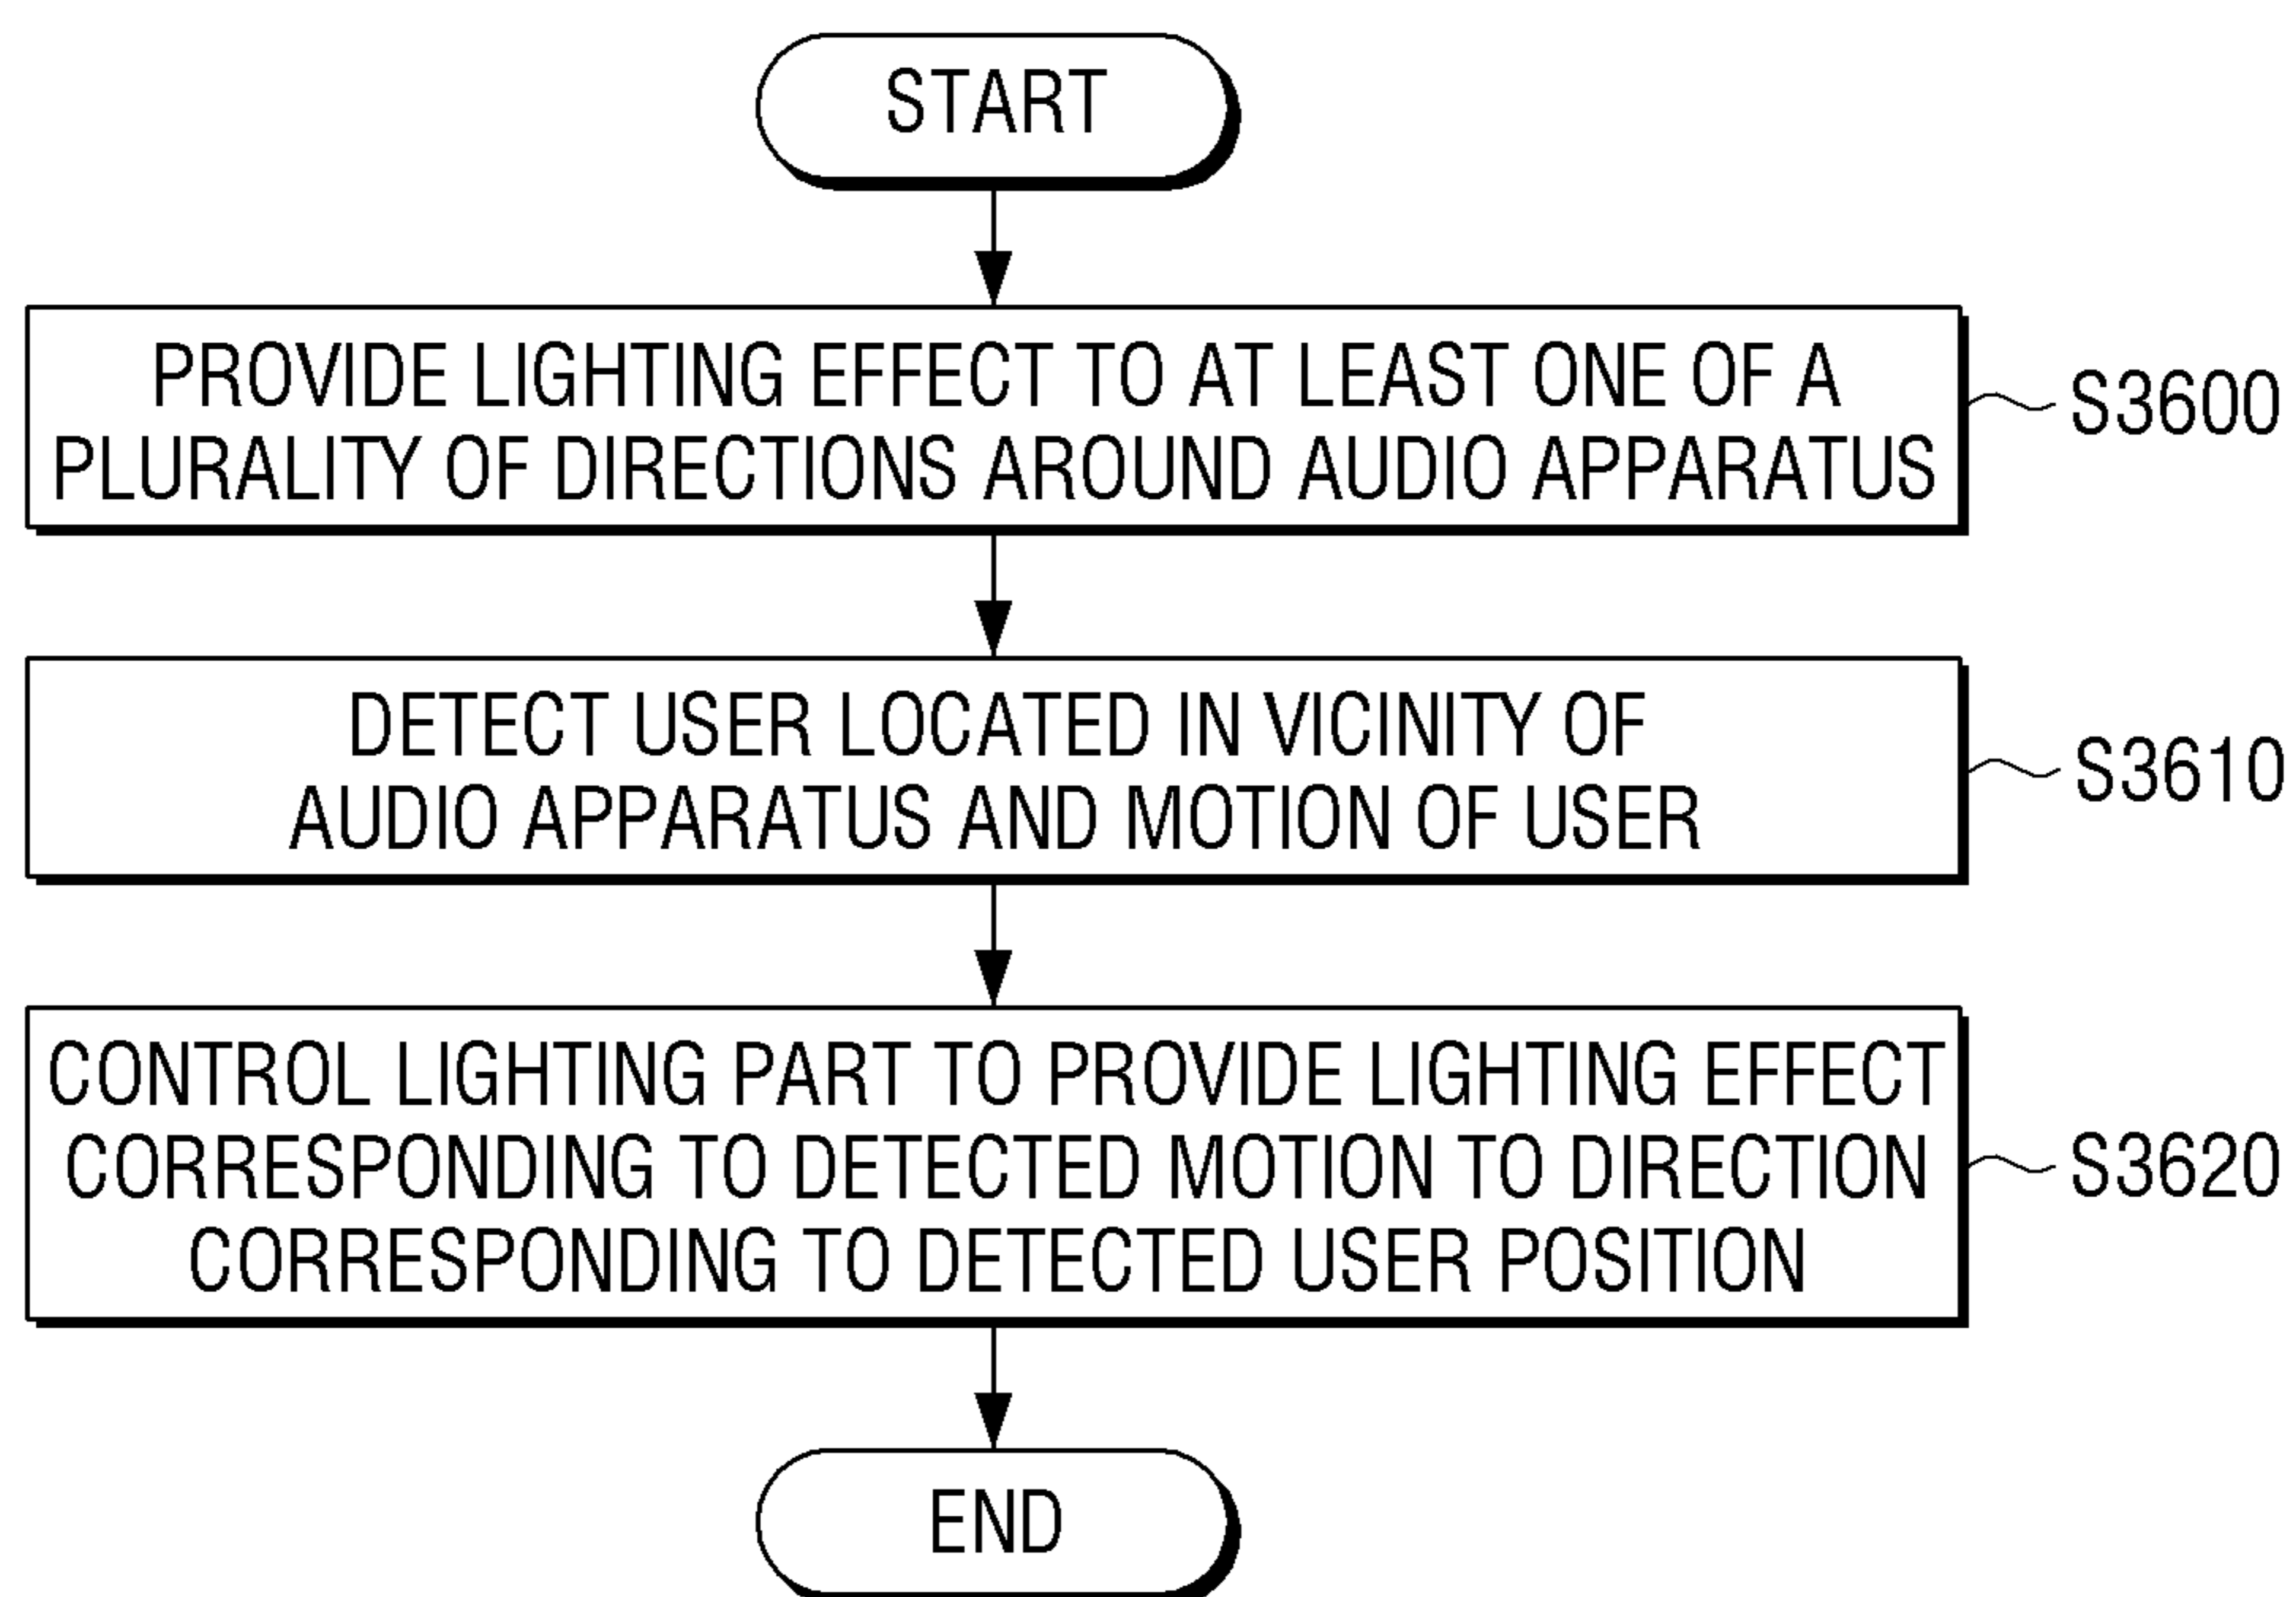 START
PROVIDE LIGHTING EFFECT TO AT LEAST ONE OF A
PLURALITY OF DIRECTIONS AROUND AUDIO APPARATUS
S3600
DETECT USER LOCATED IN VICINITY OF
AUDIO APPARATUS AND MOTION OF USER
S3610
CONTROL LIGHTING PART TO PROVIDE LIGHTING EFFECT
CORRESPONDING TO DETECTED MOTION TO DIRECTION
CORRESPONDING TO DETECTED USER POSITION
S3620
END